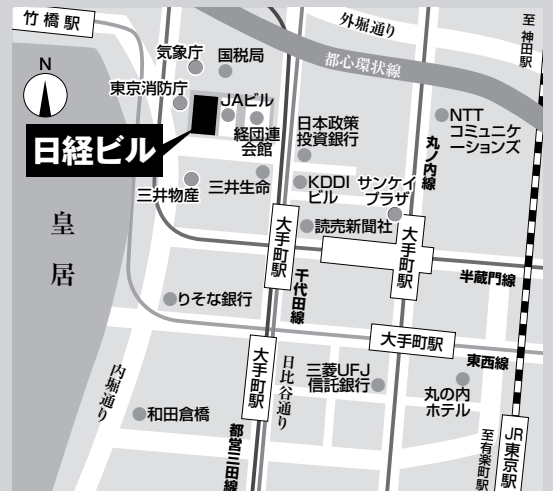 竹橋駅
外堀通り
至 神田駅
都心環状線
気象庁
国税局
N
東京消防庁
JAビル
経団連
会館
日本政策
投資銀行
NTT
コミュニケ
ーションズ
丸ノ内線
日経ビル
三井物産
三井生命
KDDI
ビル
サンケイ
プラザ
読売新聞社
大手町駅
大手町駅
皇居
半蔵門線
千代田線
りそな銀行
大手町駅
東西線
大手町駅
日比谷通り
三菱UFJ
信託銀行
丸の内
ホテル
内堀通り
和田倉橋
都営三田線
至有楽町駅
JR東京駅